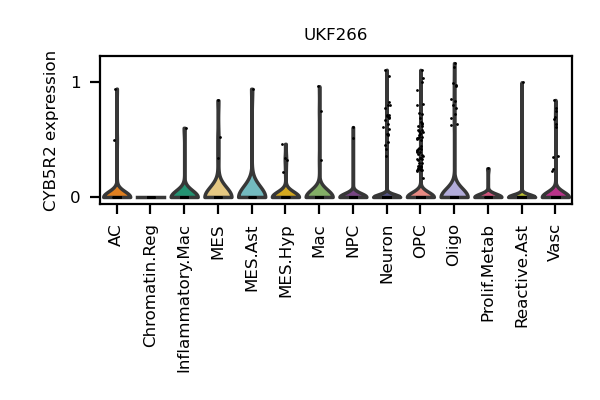 UKF266
CYB5R2 expression
1
0
AC
Chromatin.Reg
Inflammatory.Mac
MES
MES.Ast
MES.Hyp
Mac
NPC
Neuron
OPC
Oligo
Prolif.Metab
Reactive.Ast
Vasc